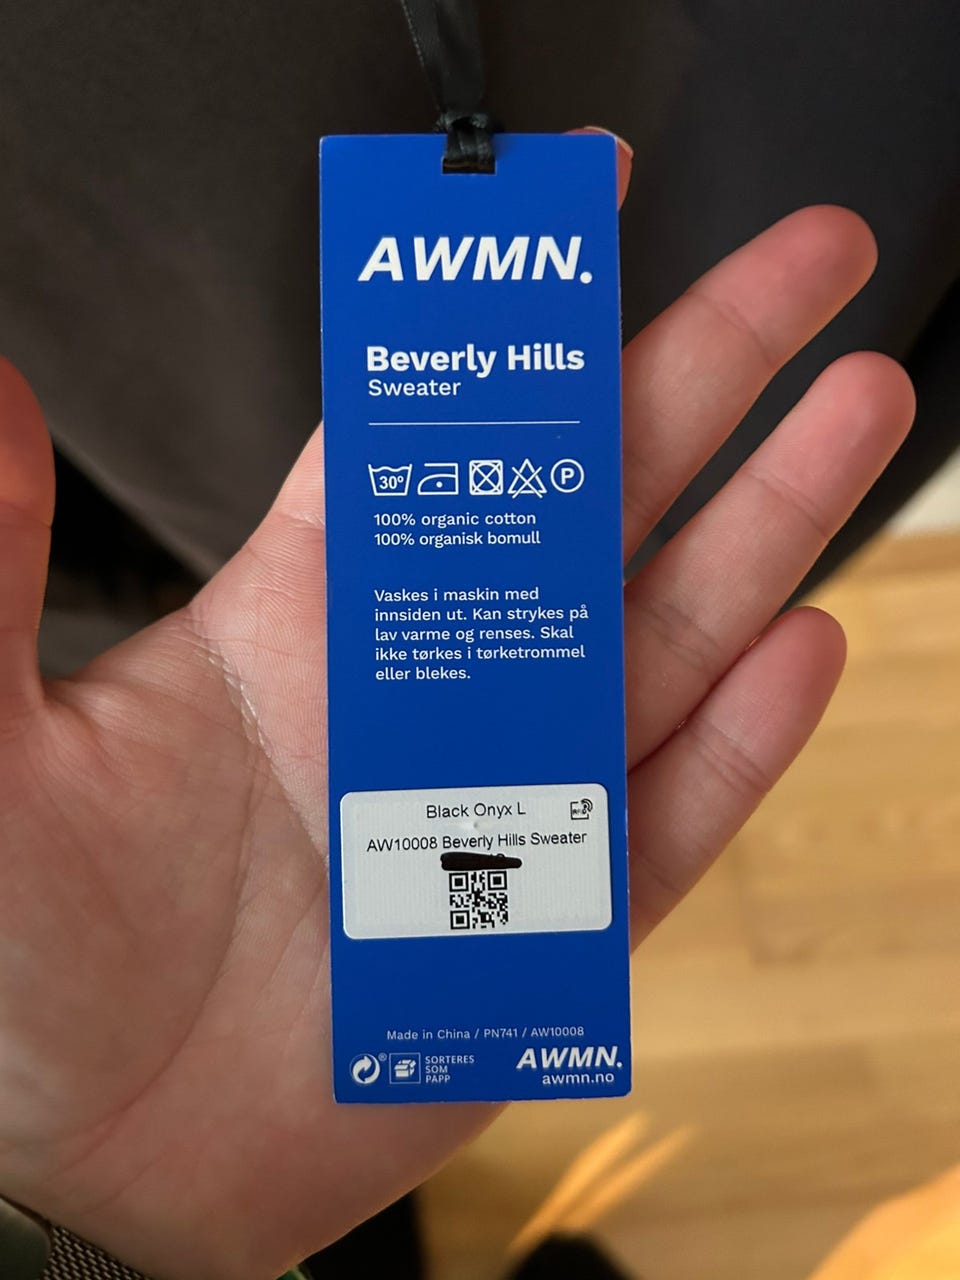 AWMN.
Beverly Hills
Sweater
30° P
100% organic cotton
100% organisk bomull
Vaskes i maskin med
innsiden ut. Kan strykes på
lav varme og renses. Skal
ikke tørkes i tørketrommel
eller blekes.
Black Onyx L
AW10008 Beverly Hills Sweater
Made in China / PN741 / AW10008
® SORTERES
SOM
PAPP
AWMN.
awmn.no